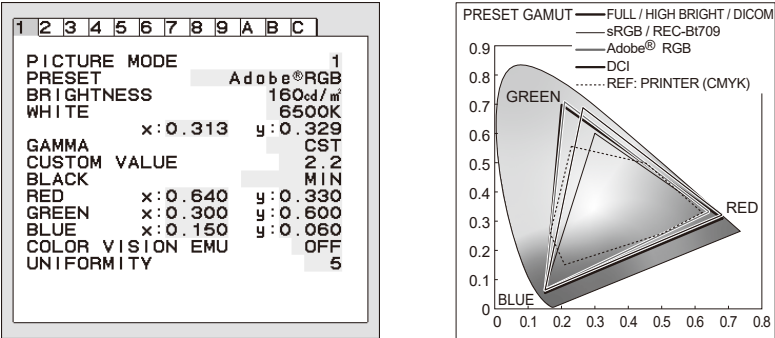 1 2 3 4 5 6 7 8 9 A B C
PICTURE MODE 1
PRESET Adobe®RGB
BRIGHTNESS 160cd/㎡
WHITE 6500K
x:0.313 y:0.329
GAMMA CST
CUSTOM VALUE 2.2
BLACK MIN
RED x:0.640 y:0.330
GREEN x:0.300 y:0.600
BLUE x:0.150 y:0.060
COLOR VISION EMU OFF
UNIFORMITY 5
PRESET GAMUT
FULL / HIGH BRIGHT / DICOM
sRGB / REC-Bt709
Adobe® RGB
DCI
REF: PRINTER (CMYK)
0.9
0.8
0.7
0.6
0.5
0.4
0.3
0.2
0.1
0
GREEN
RED
BLUE
0 0.1 0.2 0.3 0.4 0.5 0.6 0.7 0.8